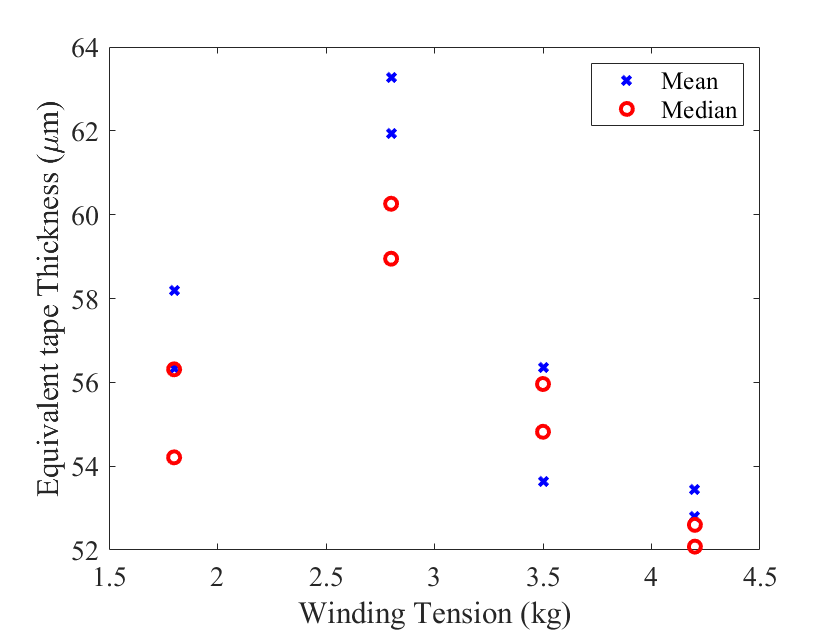 Equivalent tape Thickness (μm)
64
62
60
58
56
54
52
Mean
Median
1.5 2 2.5 3 3.5 4 4.5
Winding Tension (kg)